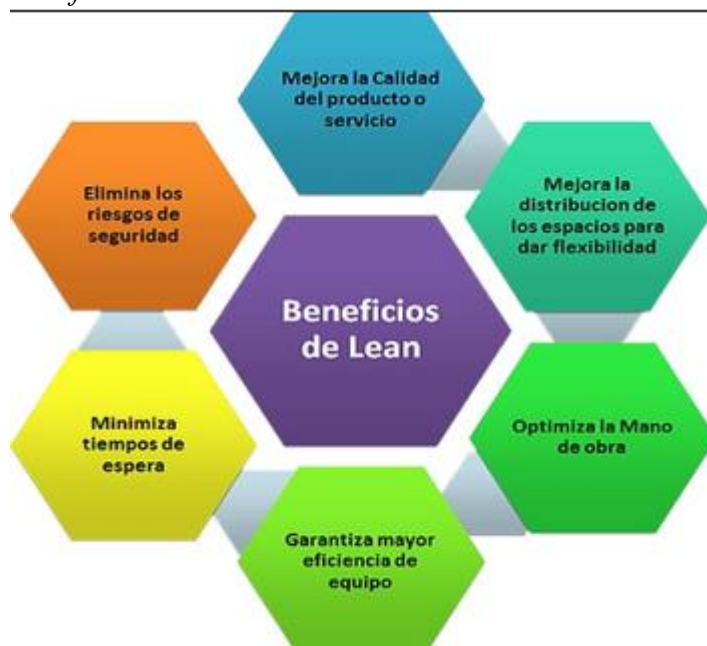 Mejora la Calidad
del producto o
servicio
Mejora la
distribucion de
los espacios para
dar flexibilidad
Optimiza la Mano
de obra
Garantiza mayor
eficiencia de
equipo
Minimiza
tiempos de
espera
Elimina los
riesgos de
seguridad
Beneficios
de Lean